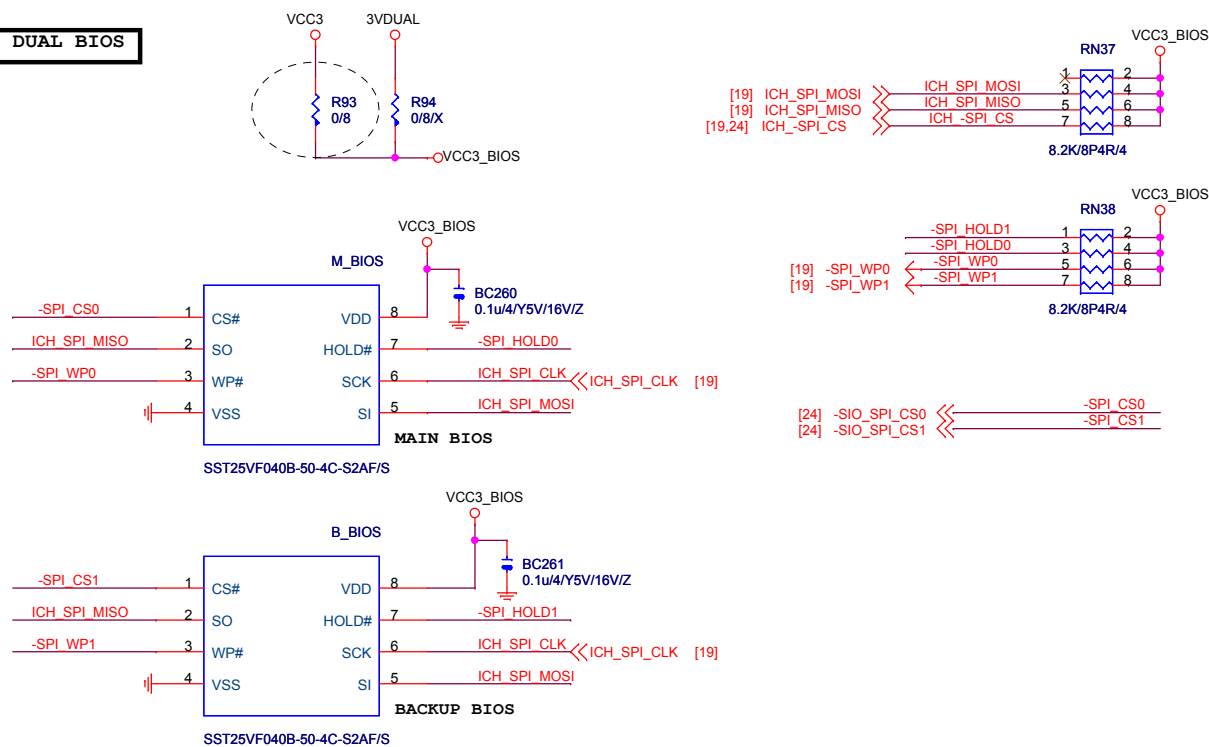 DUAL BIOS
VCC3
3VDUAL
R93
0/8
R94
0/8/X
VCC3_BIOS
VCC3_BIOS
RN37
1 2
3 4
5 6
7 8
[19] ICH_SPI_MOSI ICH_SPI_MOSI
[19] ICH_SPI_MISO ICH_SPI_MISO
[19,24] ICH_-SPI_CS ICH_-SPI_CS
8.2K/8P4R/4
VCC3_BIOS
RN38
-SPI_HOLD1 1 2
-SPI_HOLD0 3 4
[19] -SPI_WP0 -SPI_WP0 5 6
[19] -SPI_WP1 -SPI_WP1 7 8
8.2K/8P4R/4
[24] -SIO_SPI_CS0 -SPI_CS0
[24] -SIO_SPI_CS1 -SPI_CS1
VCC3_BIOS
M_BIOS
BC260
0.1u/4/Y5V/16V/Z
-SPI_CS0 1 CS# VDD 8
ICH_SPI_MISO 2 SO HOLD# 7 -SPI_HOLD0
-SPI_WP0 3 WP# SCK 6 ICH_SPI_CLK ICH_SPI_CLK [19]
4 VSS SI 5 ICH_SPI_MOSI
MAIN BIOS
SST25VF040B-50-4C-S2AF/S
VCC3_BIOS
B_BIOS
BC261
0.1u/4/Y5V/16V/Z
-SPI_CS1 1 CS# VDD 8
ICH_SPI_MISO 2 SO HOLD# 7 -SPI_HOLD1
-SPI_WP1 3 WP# SCK 6 ICH_SPI_CLK ICH_SPI_CLK [19]
4 VSS SI 5 ICH_SPI_MOSI
BACKUP BIOS
SST25VF040B-50-4C-S2AF/S